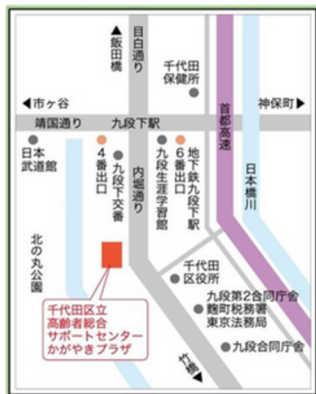 ▲飯田橋
目白通り
千代田
保健所
首都高速
◀市ヶ谷
神保町▶
靖国通り
九段下駅
日本
武道館
4番出口
九段下交番
内堀通り
九段生涯学習館
6番出口
地下鉄九段下駅
日本橋川
北の丸公園
千代田区立
高齢者総合
サポートセンター
かがやきプラザ
千代田
区役所
九段第2合同庁舎
麹町税務署
東京法務局
九段合同庁舎
竹橋▶